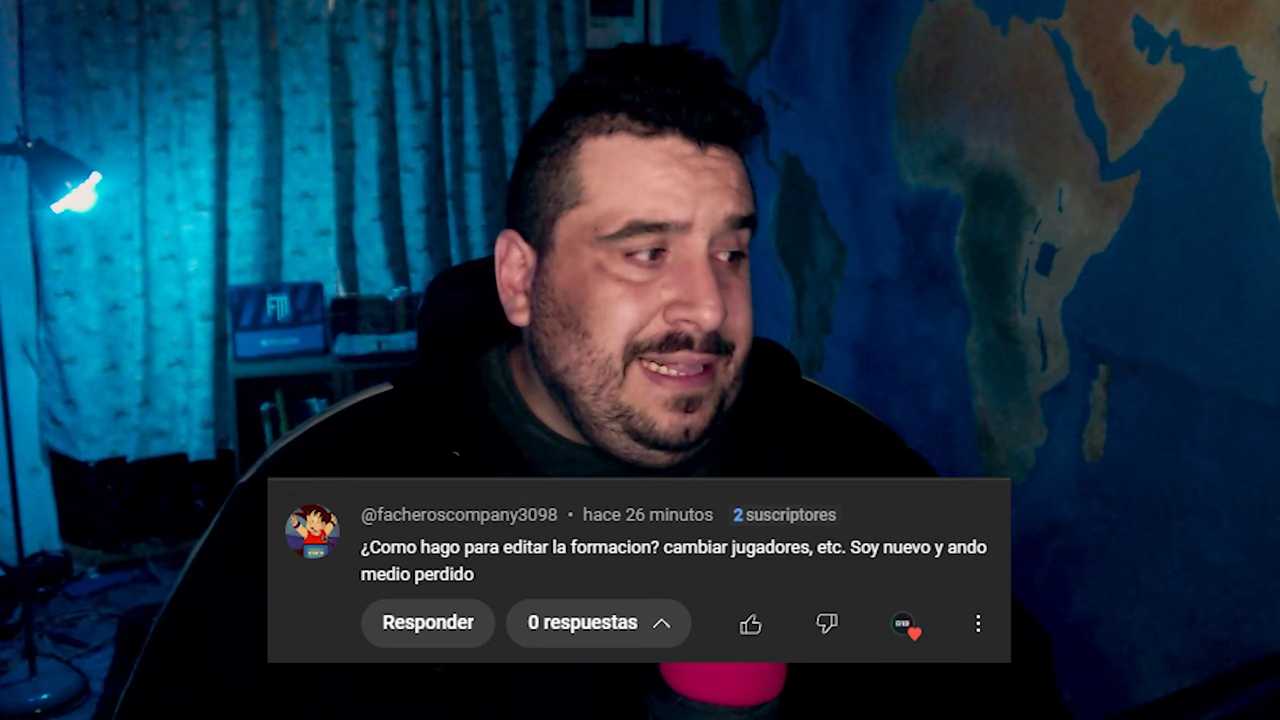 @facheroscompany3098 • hace 26 minutos 2 suscriptores
¿Como hago para editar la formacion? cambiar jugadores, etc. Soy nuevo y ando
medio perdido
Responder 0 respuestas